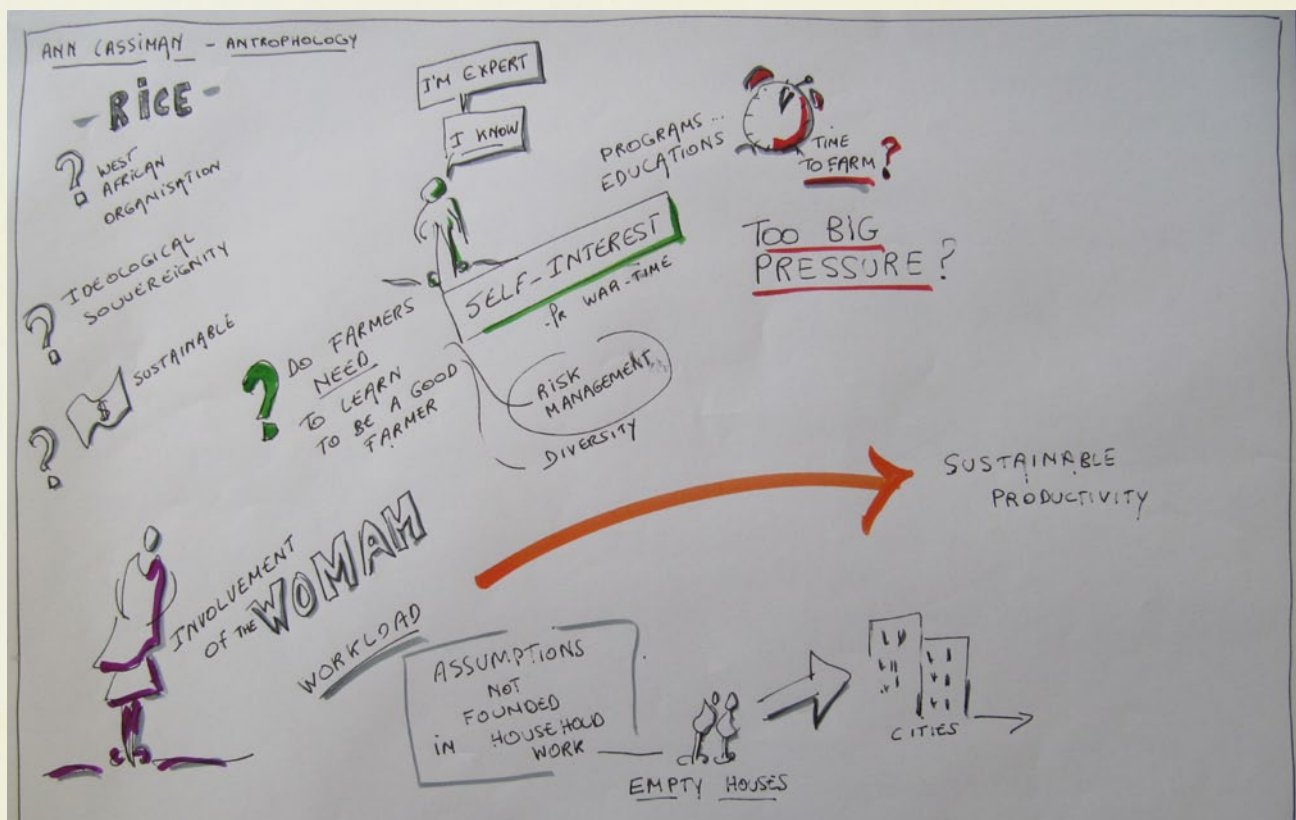 ANN CASSIMAN - ANTROPHOLOGY
- RiCE -
? WEST
AFRICAN
ORGANISATION
? IDEOLOGICAL
SOUVEREIGNITY
? $ SUSTAINABLE
I'M EXPERT
I KNOW
SELF-INTEREST
WAR-TIME
? DO FARMERS
NEED
TO LEARN
TO BE A GOOD
FARMER
RiSK
MANAGEMENT
DIVERSITY
PROGRAMS...
EDUCATIONS
TIME
TO FARM?
TOO BIG
PRESSURE?
SUSTAINABLE
PRODUCTIVITY
INVOLVEMENT
OF THE WOMAM
WORKLOAD
ASSUMPTIONS
NOT
FOUNDED
iN HOUSEHOLD
WORK
EMPTY HOUSES
CITIES